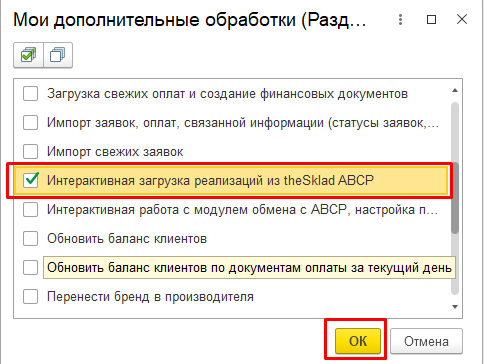 Мои дополнительные обработки (Разд...
Загрузка свежих оплат и создание финансовых документов
Импорт заявок, оплат, связанной информации (статусы заявок,...
Импорт свежих заявок
Интерактивная загрузка реализаций из theSklad ABCP
Интерактивная работа с модулем обмена с ABCP, настройка п...
Обновить баланс клиентов
Обновить баланс клиентов по документам оплаты за текущий день
Перенести бренд в производителя
ОК
Отмена